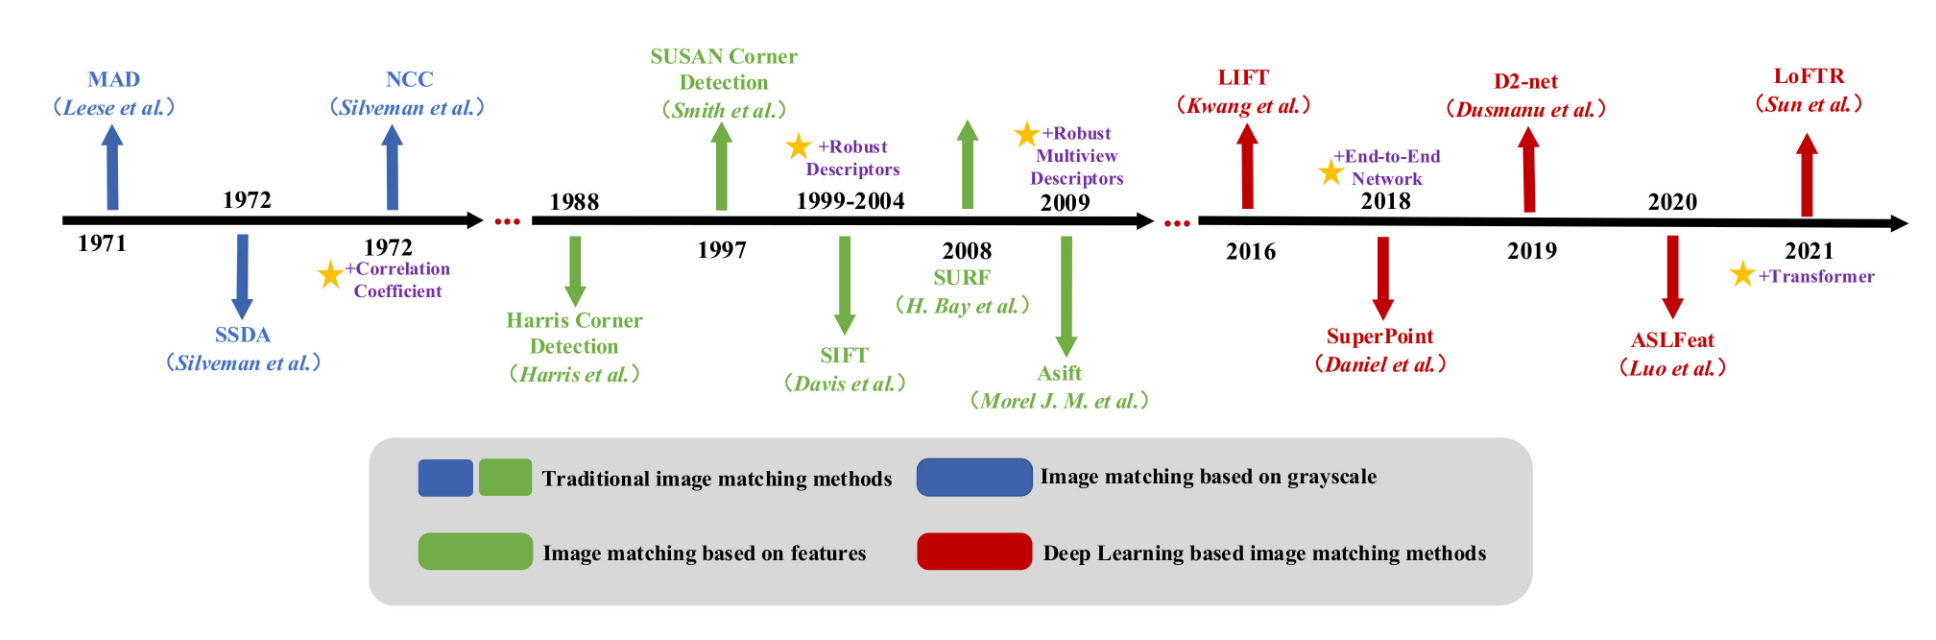 MAD
(Leese et al.)
1971
1972
SSDA
(Silveman et al.)
NCC
(Silveman et al.)
1972
+Correlation
Coefficient
...
1988
Harris Corner
Detection
(Harris et al.)
SUSAN Corner
Detection
(Smith et al.)
1997
+Robust
Descriptors
1999-2004
SIFT
(Davis et al.)
2008
SURF
(H. Bay et al.)
+Robust
Multiview
Descriptors
2009
Asift
(Morel J. M. et al.)
...
LIFT
(Kwang et al.)
2016
+End-to-End
Network
2018
SuperPoint
(Daniel et al.)
D2-net
(Dusmanu et al.)
2019
2020
ASLFeat
(Luo et al.)
LoFTR
(Sun et al.)
2021
+Transformer
Traditional image matching methods
Image matching based on grayscale
Image matching based on features
Deep Learning based image matching methods